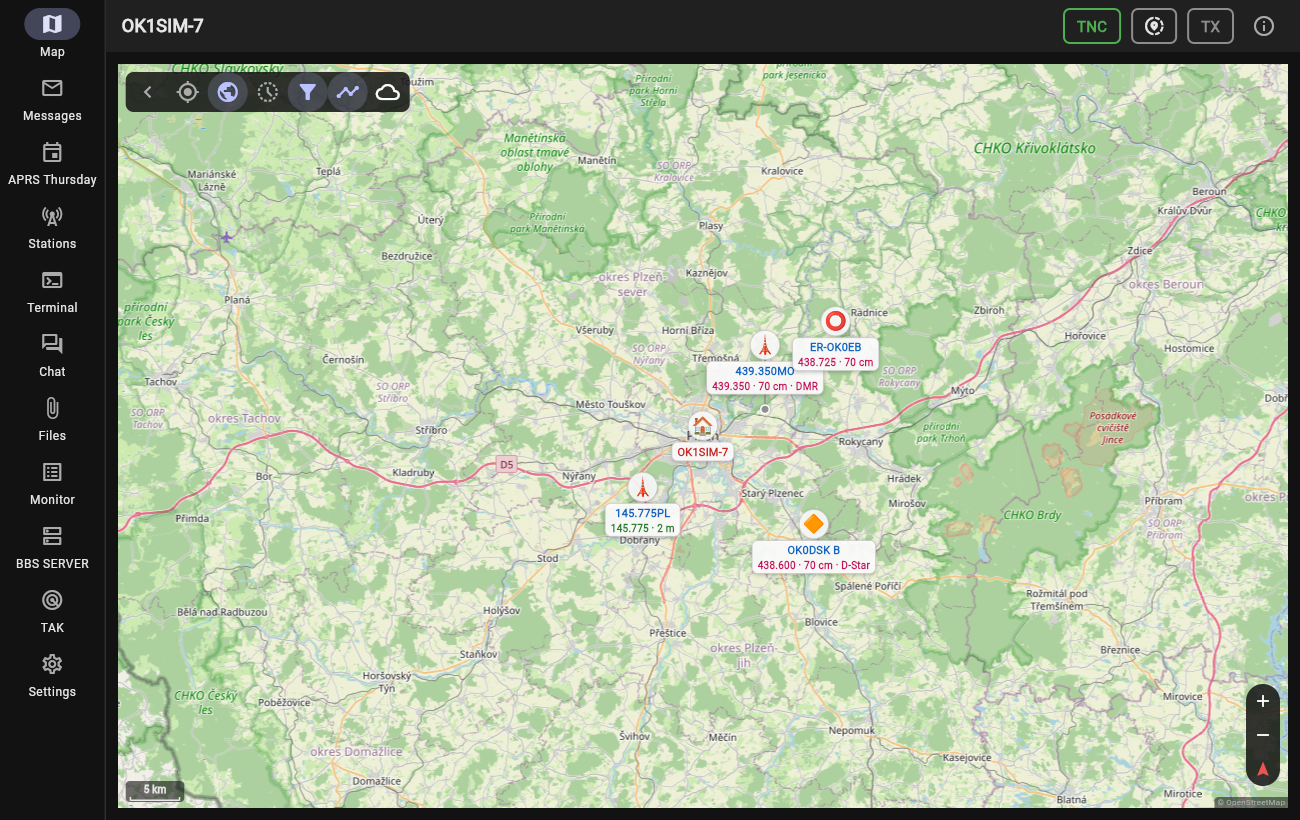 OK1SIM-7
TNC
TX
Map
Messages
APRS Thursday
Stations
Terminal
Chat
Files
Monitor
BBS SERVER
TAK
Settings
CHKO Slavkovský
Přírodní
park Horní
Střela
park Jesenicko
Manětínská
oblast tmavé
oblohy
Manětín
SO ORP
Kralovice
Kralovice
CHKO Křivoklátsko
Mariánské
Lázně
Teplá
Beroun
Králův Dvůr
Úterý
Přírodní
park Manětínská
Plasy
Zdice
Bezdružice
Kaznějov
okres Plzeň-
sever
okres Beroun
Planá
přírodní
park Český
les
Zbiroh
Radnice
Všeruby
Horní Bříza
Hořovice
Hostomice
ER-OK0EB
438.725 · 70 cm
SO ORP
Nýřany
Třemošná
Černošín
439.350MO
439.350 · 70 cm · DMR
SO ORP
Rokycany
Tachov
SO ORP
Stříbro
Mýto
SO ORP
Tachov
okres Tachov
Město Touškov
Posádkové
cvičiště
Jince
Stříbro
přírodní
park Trhoň
Rokycany
OK1SIM-7
D5
Bor
Kladruby
Nýřany
Hrádek
Starý Plzenec
Mirošov
Příbram
145.775PL
145.775 · 2 m
Přimda
CHKO Brdy
SO ORP
Příbram
Dobřany
Stod
OK0DSK B
438.600 · 70 cm · D-Star
Spálené Poříčí
Rožmitál pod
Třemšínem
Bělá nad Radbuzou
Holýšov
Blovice
Přeštice
Staňkov
okres Plzeň-
jih
Březnice
Horšovský
Týn
CHKO Český
les
Poběžovice
Mirovice
Švihov
Měčín
Nepomuk
okres Domažlice
Kasejovice
Domažlice
5 km
Blatná
Mirotice
© OpenStreetMap